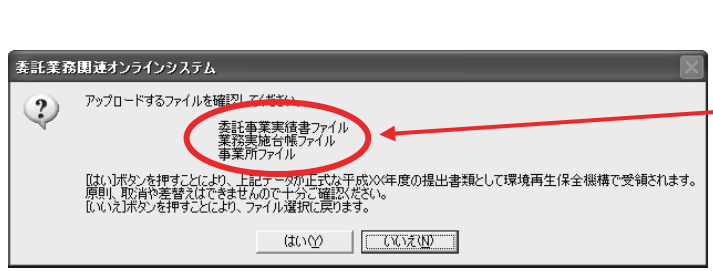 委託業務関連オンラインシステム
アップロードするファイルを確認してください。
委託事業実績書ファイル
業務実施台帳ファイル
事業所ファイル
[はい]ボタンを押すことにより、上記データが正式な平成XX年度の提出書類として環境再生保全機構で受領されます。
原則、取消や差替えはできませんので十分ご確認ください。
[いいえ]ボタンを押すことにより、ファイル選択に戻ります。
はい(Y)
いいえ(N)